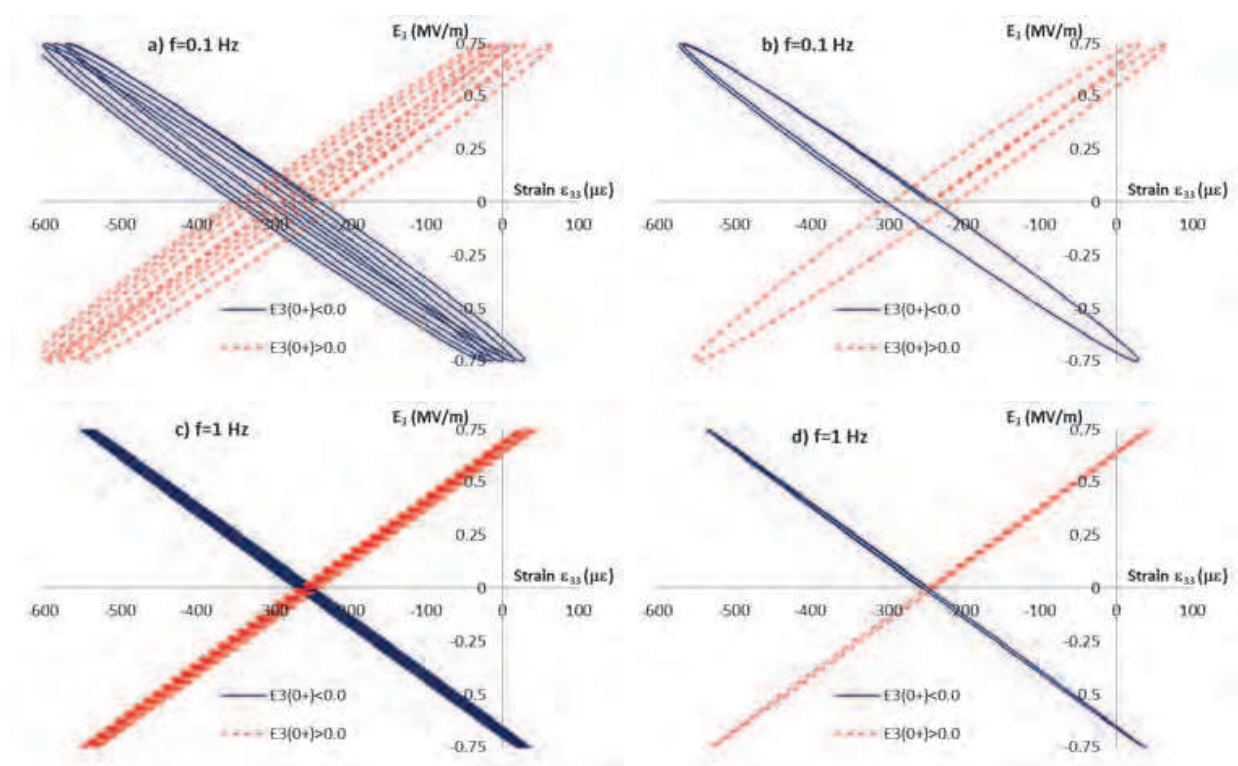 a) f=0.1 Hz
E₃ (MV/m)
0.75
0.5
0.25
0
Strain ε₃₃ (με)
-600 -500 -400 -300 -200 -100 0 100
-0.25
-0.5
-0.75
E3(0+)<0.0
E3(0+)>0.0
b) f=0.1 Hz
E₃ (MV/m)
0.75
0.5
0.25
0
Strain ε₃₃ (με)
-600 -500 -400 -300 -200 -100 0 100
-0.25
-0.5
-0.75
E3(0+)<0.0
E3(0+)>0.0
c) f=1 Hz
E₃ (MV/m)
0.75
0.5
0.25
0
Strain ε₃₃ (με)
-600 -500 -400 -300 -200 -100 0 100
-0.25
-0.5
-0.75
E3(0+)<0.0
E3(0+)>0.0
d) f=1 Hz
E₃ (MV/m)
0.75
0.5
0.25
0
Strain ε₃₃ (με)
-600 -500 -400 -300 -200 -100 0 100
-0.25
-0.5
-0.75
E3(0+)<0.0
E3(0+)>0.0